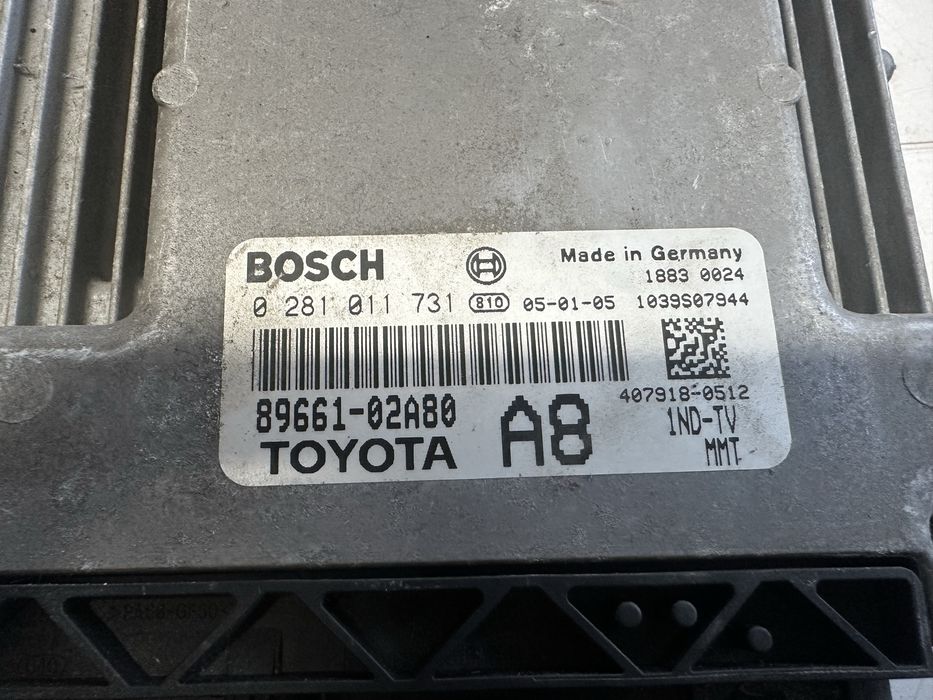 BOSCH
Made in Germany
1883 0024
0 281 011 731 810 05-01-05 1039S07944
407918-0512
89661-02A80 A8 1ND-TV
TOYOTA MMT